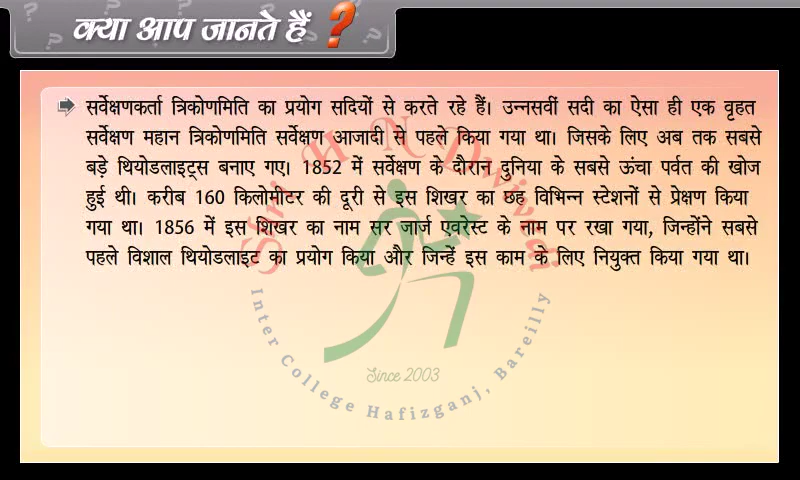 क्या आप जानते हैं ?
सर्वेक्षणकर्ता त्रिकोणमिति का प्रयोग सदियों से करते रहे हैं। उन्नसवीं सदी का ऐसा ही एक वृहत
सर्वेक्षण महान त्रिकोणमिति सर्वेक्षण आजादी से पहले किया गया था। जिसके लिए अब तक सबसे
बड़े थियोडलाइट्स बनाए गए। 1852 में सर्वेक्षण के दौरान दुनिया के सबसे ऊंचा पर्वत की खोज
हुई थी। करीब 160 किलोमीटर की दूरी से इस शिखर का छह विभिन्न स्टेशनों से प्रेक्षण किया
गया था। 1856 में इस शिखर का नाम सर जार्ज एवरेस्ट के नाम पर रखा गया, जिन्होंने सबसे
पहले विशाल थियोडलाइट का प्रयोग किया और जिन्हें इस काम के लिए नियुक्त किया गया था।
Shri H N Dwivedi
Since 2003
Inter College Hafizganj, Bareilly